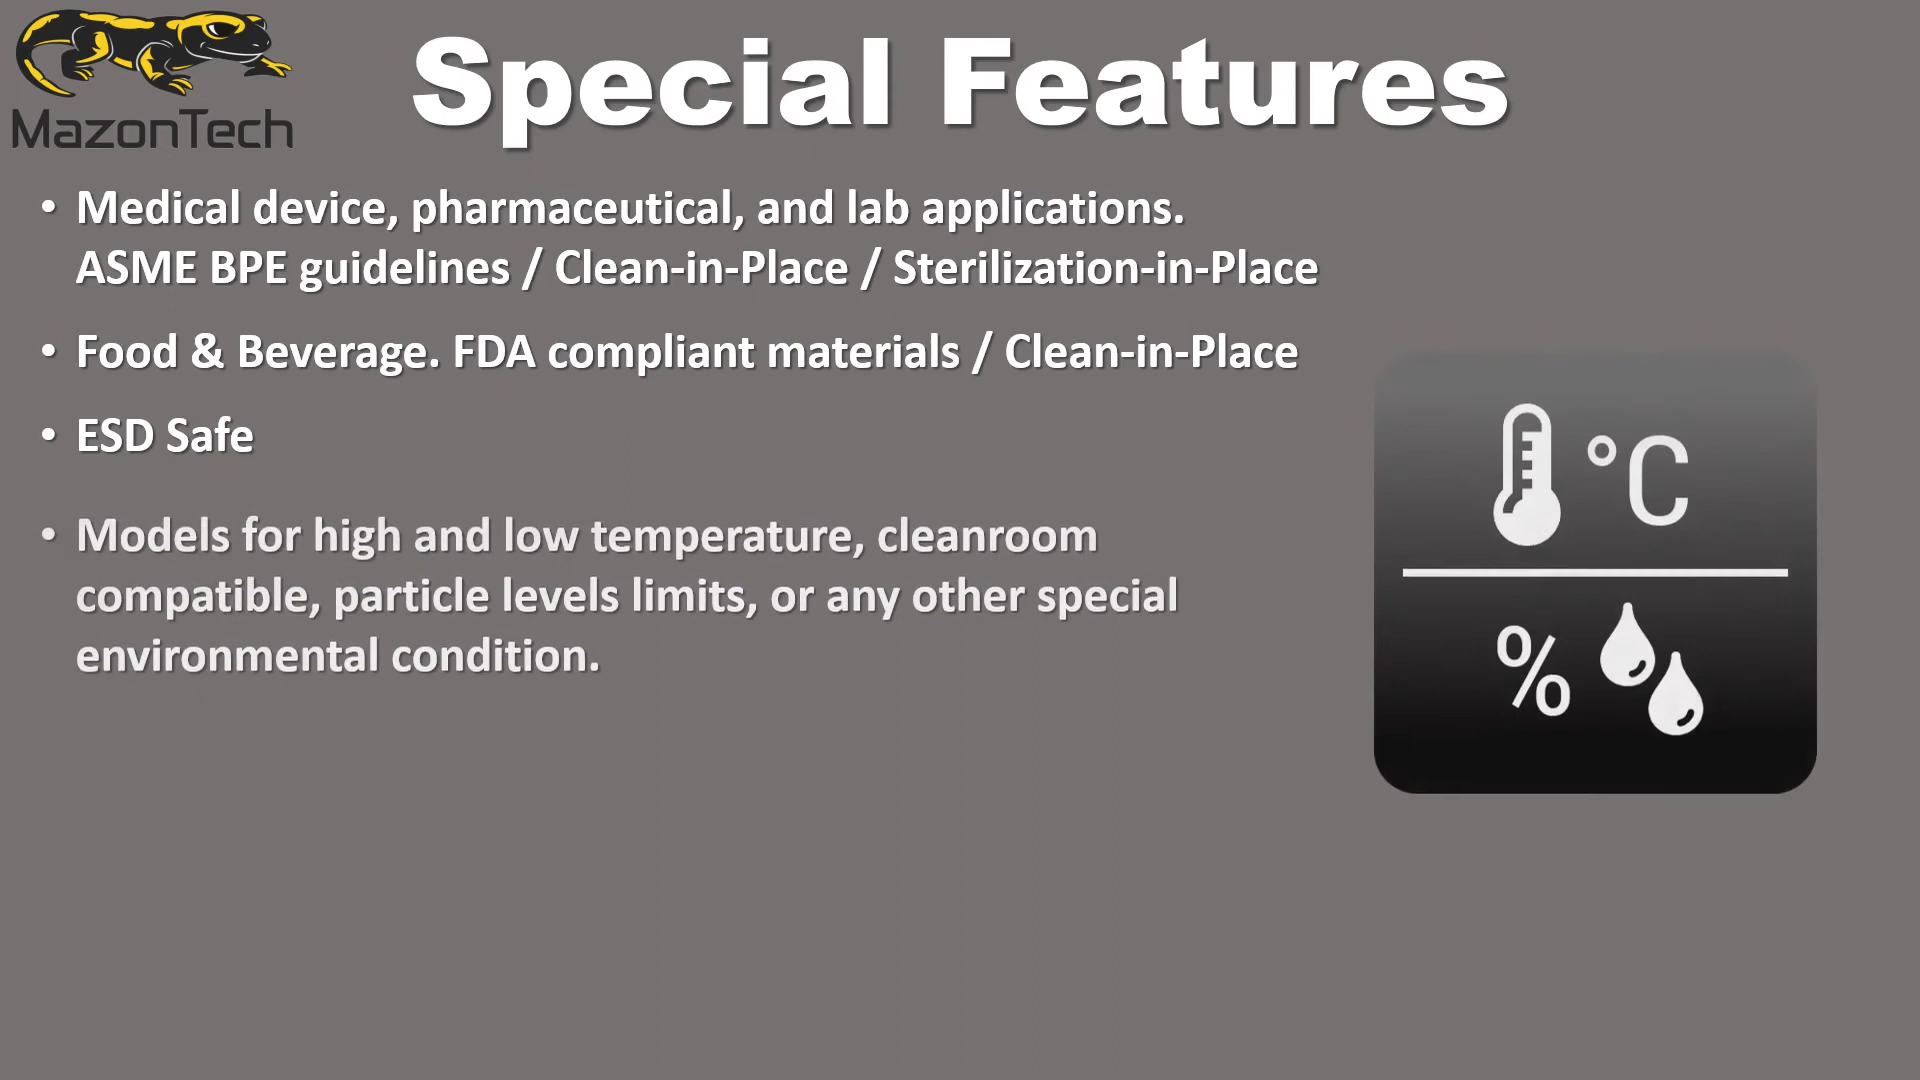 MazonTech
Special Features
• Medical device, pharmaceutical, and lab applications.
ASME BPE guidelines / Clean-in-Place / Sterilization-in-Place
• Food & Beverage. FDA compliant materials / Clean-in-Place
• ESD Safe
• Models for high and low temperature, cleanroom
compatible, particle levels limits, or any other special
environmental condition.
°C
%